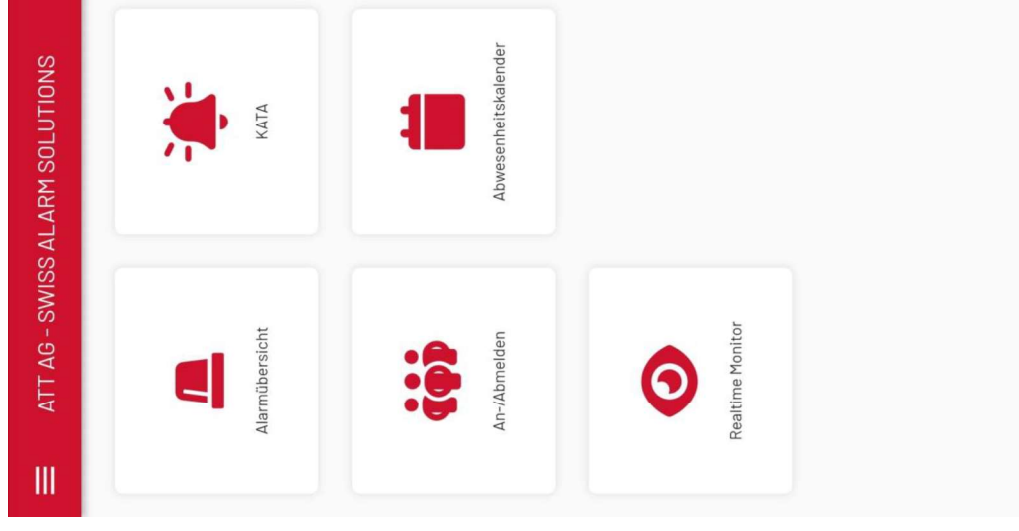 ATT AG - SWISS ALARM SOLUTIONS
Alarmübersicht
KATA
An-/Abmelden
Abwesenheitskalender
Realtime Monitor